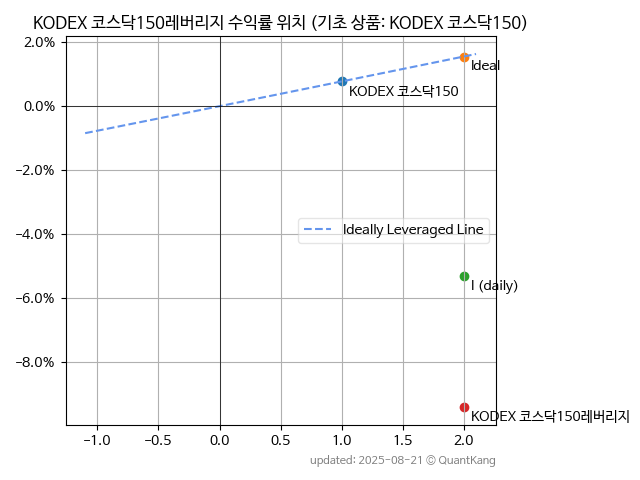 KODEX 코스닥150레버리지 수익률 위치 (기초 상품: KODEX 코스닥150)
2.0%
Ideal
KODEX 코스닥150
0.0%
−2.0%
−4.0%
Ideally Leveraged Line
I (daily)
−6.0%
−8.0%
KODEX 코스닥150레버리지
−1.0
−0.5
0.0
0.5
1.0
1.5
2.0
updated: 2025-08-21 © QuantKang